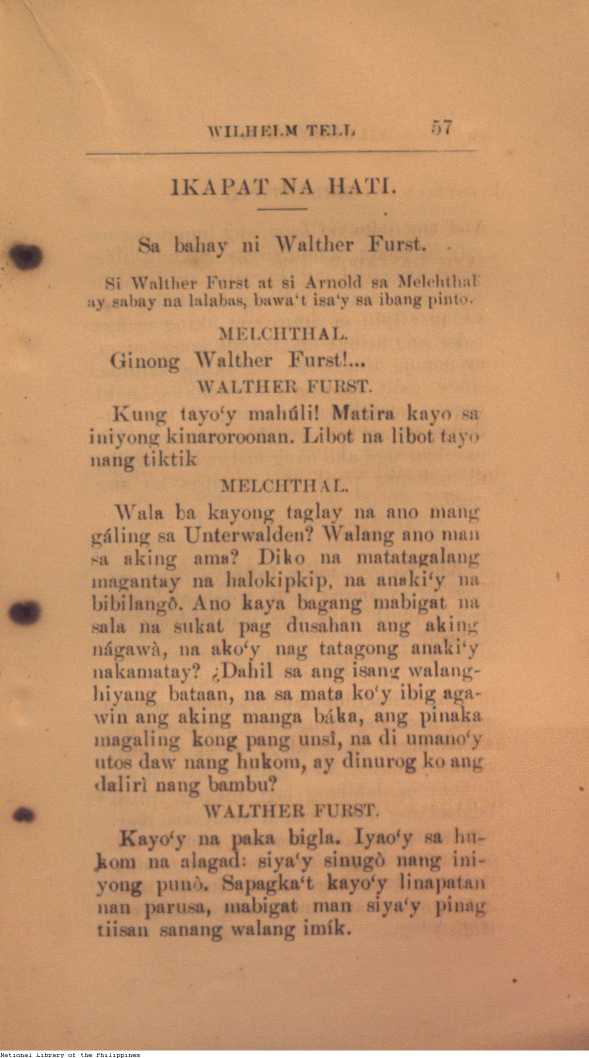 WILHELM TELL 57
IKAPAT NA HATI.
Sa bahay ni Walther Furst.
Si Walther Furst at si Arnold sa Melchthal
ay sabay na lalabas, bawa‘t isa‘y sa ibang pinto.
MELCHTHAL.
Ginong Walther Furst!...
WALTHER FURST.
Kung tayo‘y mahúli! Matira kayo sa
iniyong kinaroroonan. Libot na libot tayo
nang tiktik
MELCHTHAL.
Wala ba kayong taglay na ano mang
gáling sa Unterwalden? Walang ano man
sa aking ama? Diko na matatagalang
magantay na halokipkip, na anaki‘y na
bibilangô. Ano kaya bagang mabigat na
sala na sukat pag dusahan ang aking
nágawà, na ako‘y nag tatagong anaki‘y
nakamatay? ¿Dahil sa ang isang walang-
hiyang bataan, na sa mata ko‘y ibig aga-
win ang aking manga báka, ang pinaka
magaling kong pang unsî, na di umano‘y
utos daw nang hukom, ay dinurog ko ang
dalirì nang bambu?
WALTHER FURST.
Kayo‘y na paka bigla. Iyao‘y sa hu-
kom na alagad: siya‘y sinugò nang ini-
yong punò. Sapagka‘t kayo‘y linapatan
nan parusa, mabigat man siya‘y pinag
tiisan sanang walang imík.
National Library of the Philippines